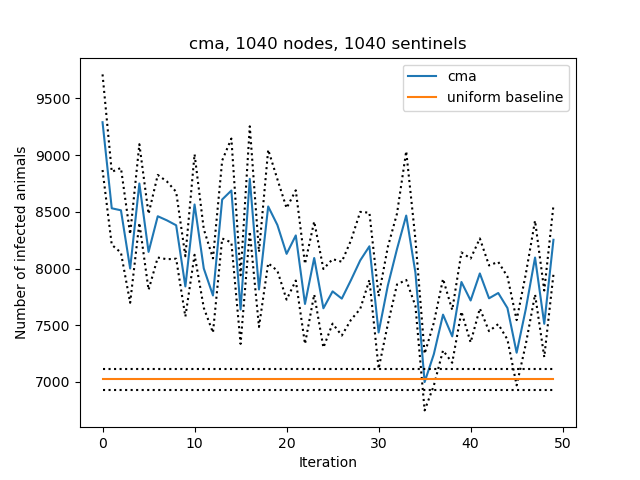 cma, 1040 nodes, 1040 sentinels
cma
uniform baseline
Number of infected animals
9500
9000
8500
8000
7500
7000
0 10 20 30 40 50
Iteration